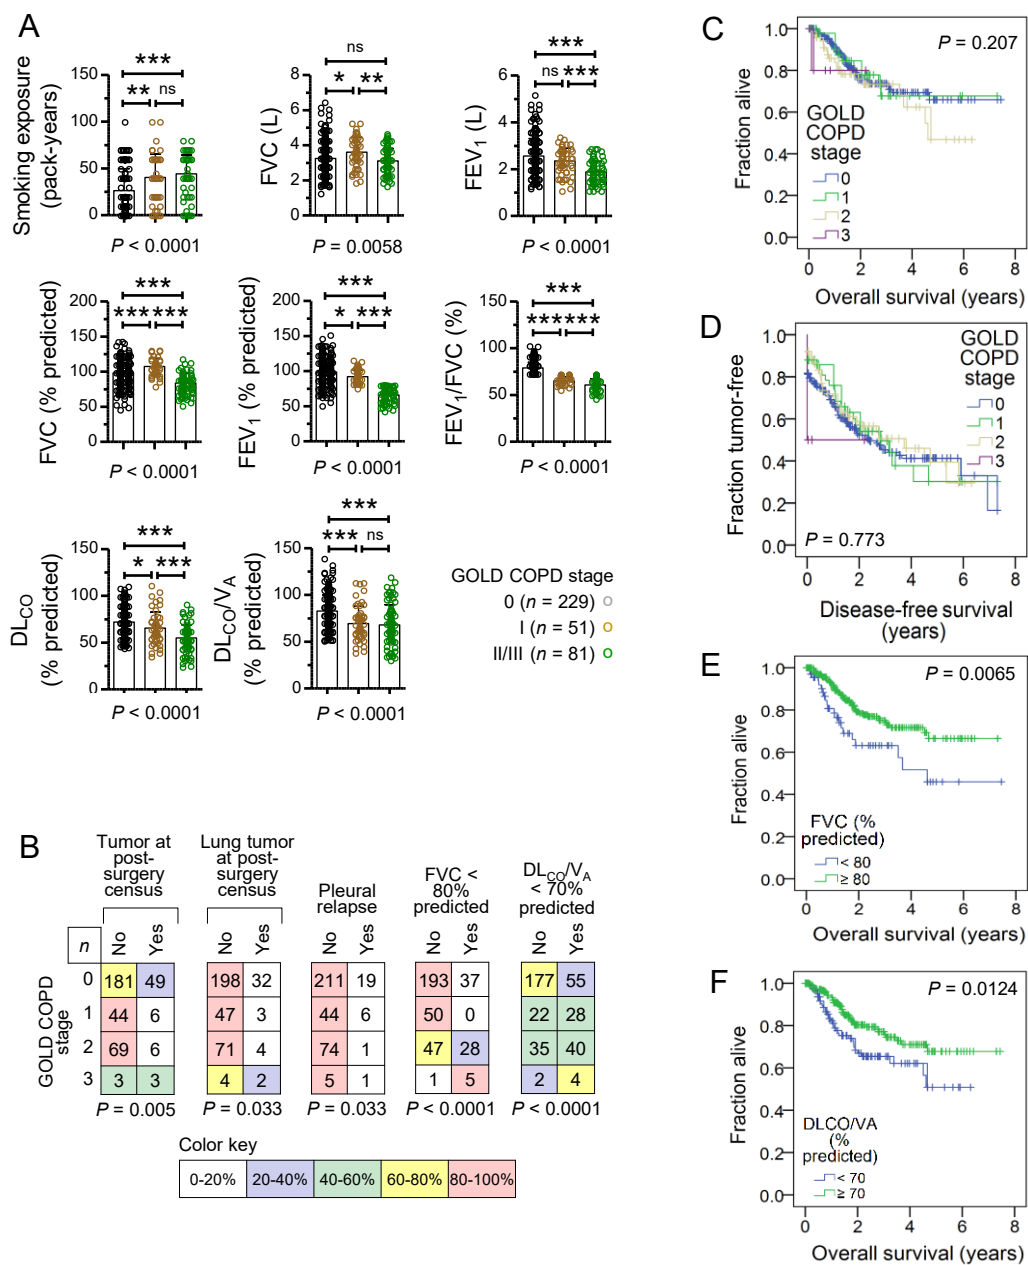 A
Smoking exposure
(pack-years)
150
100
50
0
***
** ns
P < 0.0001
FVC (L)
8
6
4
2
0
ns
* **
P = 0.0058
FEV1 (L)
6
4
2
0
***
ns ***
P < 0.0001
FVC (% predicted)
200
150
100
50
0
***
*** ***
P < 0.0001
FEV1 (% predicted)
200
150
100
50
0
***
* ***
P < 0.0001
FEV1/FVC (%)
150
100
50
0
***
*** ***
P < 0.0001
DLCO
(% predicted)
150
100
50
0
***
* ***
P < 0.0001
DLCO/VA
(% predicted)
150
100
50
0
***
*** ns
P < 0.0001
GOLD COPD stage
0 (n = 229)
I (n = 51)
II/III (n = 81)
B
Tumor at
post-
surgery
census
Lung tumor
at post-
surgery
census
Pleural
relapse
FVC <
80%
predicted
DLCO/VA
< 70%
predicted
n No Yes No Yes No Yes No Yes No Yes
GOLD COPD
stage
0 181 49 198 32 211 19 193 37 177 55
1 44 6 47 3 44 6 50 0 22 28
2 69 6 71 4 74 1 47 28 35 40
3 3 3 4 2 5 1 1 5 2 4
P = 0.005 P = 0.033 P = 0.033 P < 0.0001 P < 0.0001
Color key
0-20% 20-40% 40-60% 60-80% 80-100%
C
Fraction alive
1.0
0.8
0.6
0.4
0.2
0.0
P = 0.207
GOLD
COPD
stage
0
1
2
3
0 2 4 6 8
Overall survival (years)
D
Fraction tumor-free
1.0
0.8
0.6
0.4
0.2
0.0
GOLD
COPD
stage
0
1
2
3
P = 0.773
0 2 4 6 8
Disease-free survival
(years)
E
Fraction alive
1.0
0.8
0.6
0.4
0.2
0.0
P = 0.0065
FVC (%
predicted)
< 80
≥ 80
0 2 4 6 8
Overall survival (years)
F
Fraction alive
1.0
0.8
0.6
0.4
0.2
0.0
P = 0.0124
DLCO/VA
(%
predicted)
< 70
≥ 70
0 2 4 6 8
Overall survival (years)